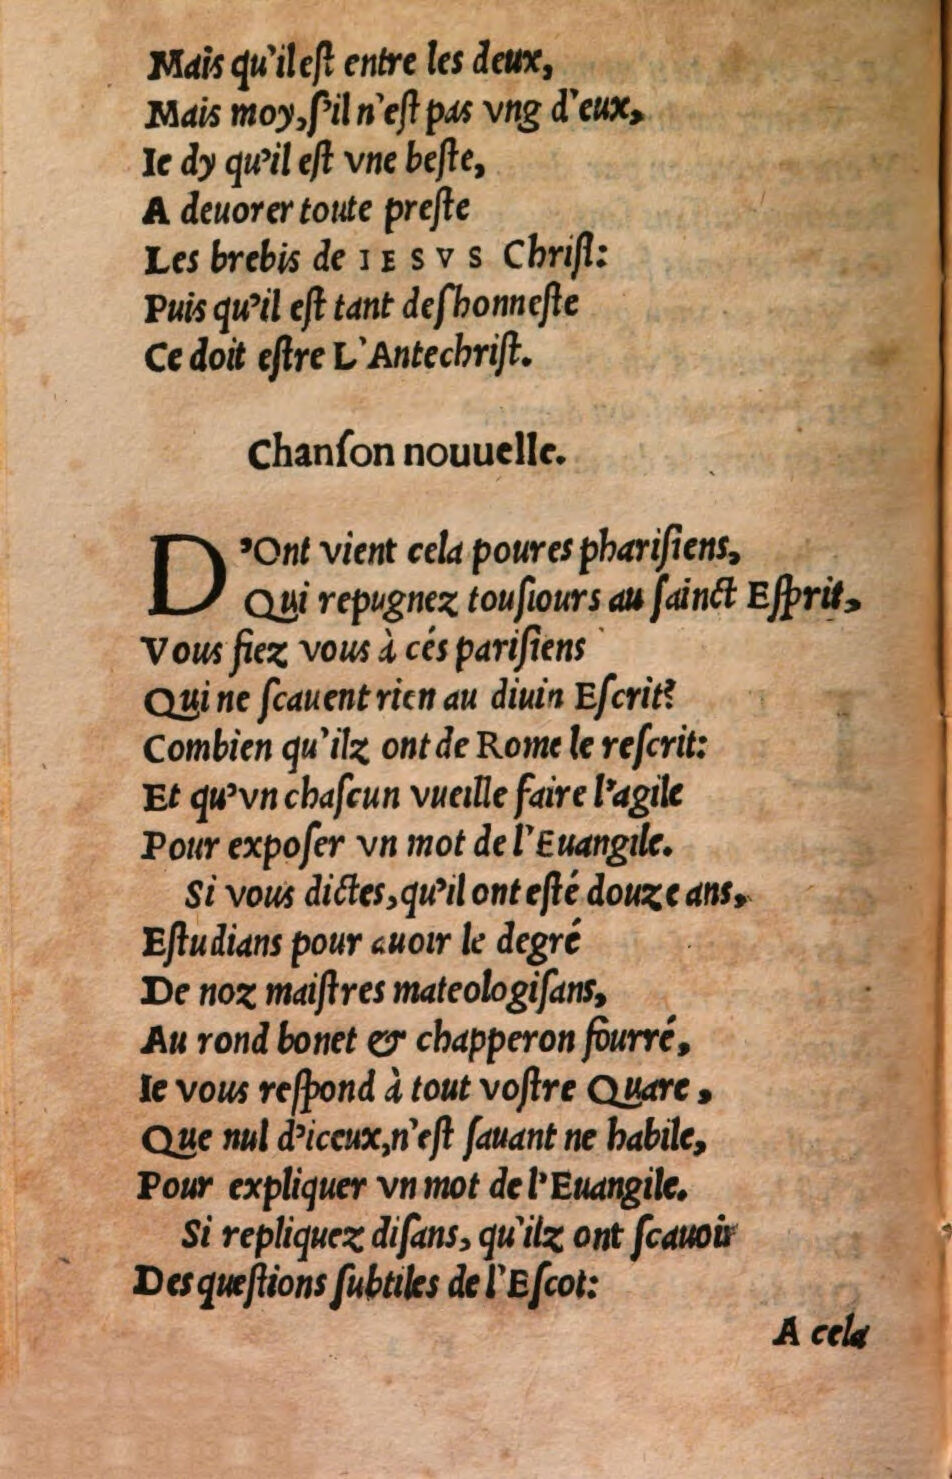 Mais qu'il eſt entre les deux,
Mais moy, ſ'il n'eſt pas vng d'eux,
Ie dy qu'il eſt vne beſte,
A deuorer toute preſte
Les brebis de IESVS Chriſt:
Puis qu'il eſt tant deſhonneſte
Ce doit eſtre L'Antechriſt.
Chanſon nouuelle.
D'Ont vient cela poures phariſiens,
Qui repugnez touſiours au ſainct Eſprit,
Vous fiez vous à cés pariſiens
Qui ne ſcauent rien au diuin Eſcrit?
Combien qu'ilz ont de Rome le reſcrit:
Et qu'vn chaſcun vueille faire l'agile
Pour expoſer vn mot de l'Euangile.
Si vous dictes, qu'il ont eſté douze ans,
Eſtudians pour auoir le degré
De noz maiſtres mateologiſans,
Au rond bonet & chapperon fourré,
Ie vous reſpond à tout voſtre Quare,
Que nul d'iceux, n'eſt ſauant ne habile,
Pour expliquer vn mot de l'Euangile.
Si repliquez diſans, qu'ilz ont ſcauoir
Des queſtions ſubtiles de l'Eſcot:
A cela